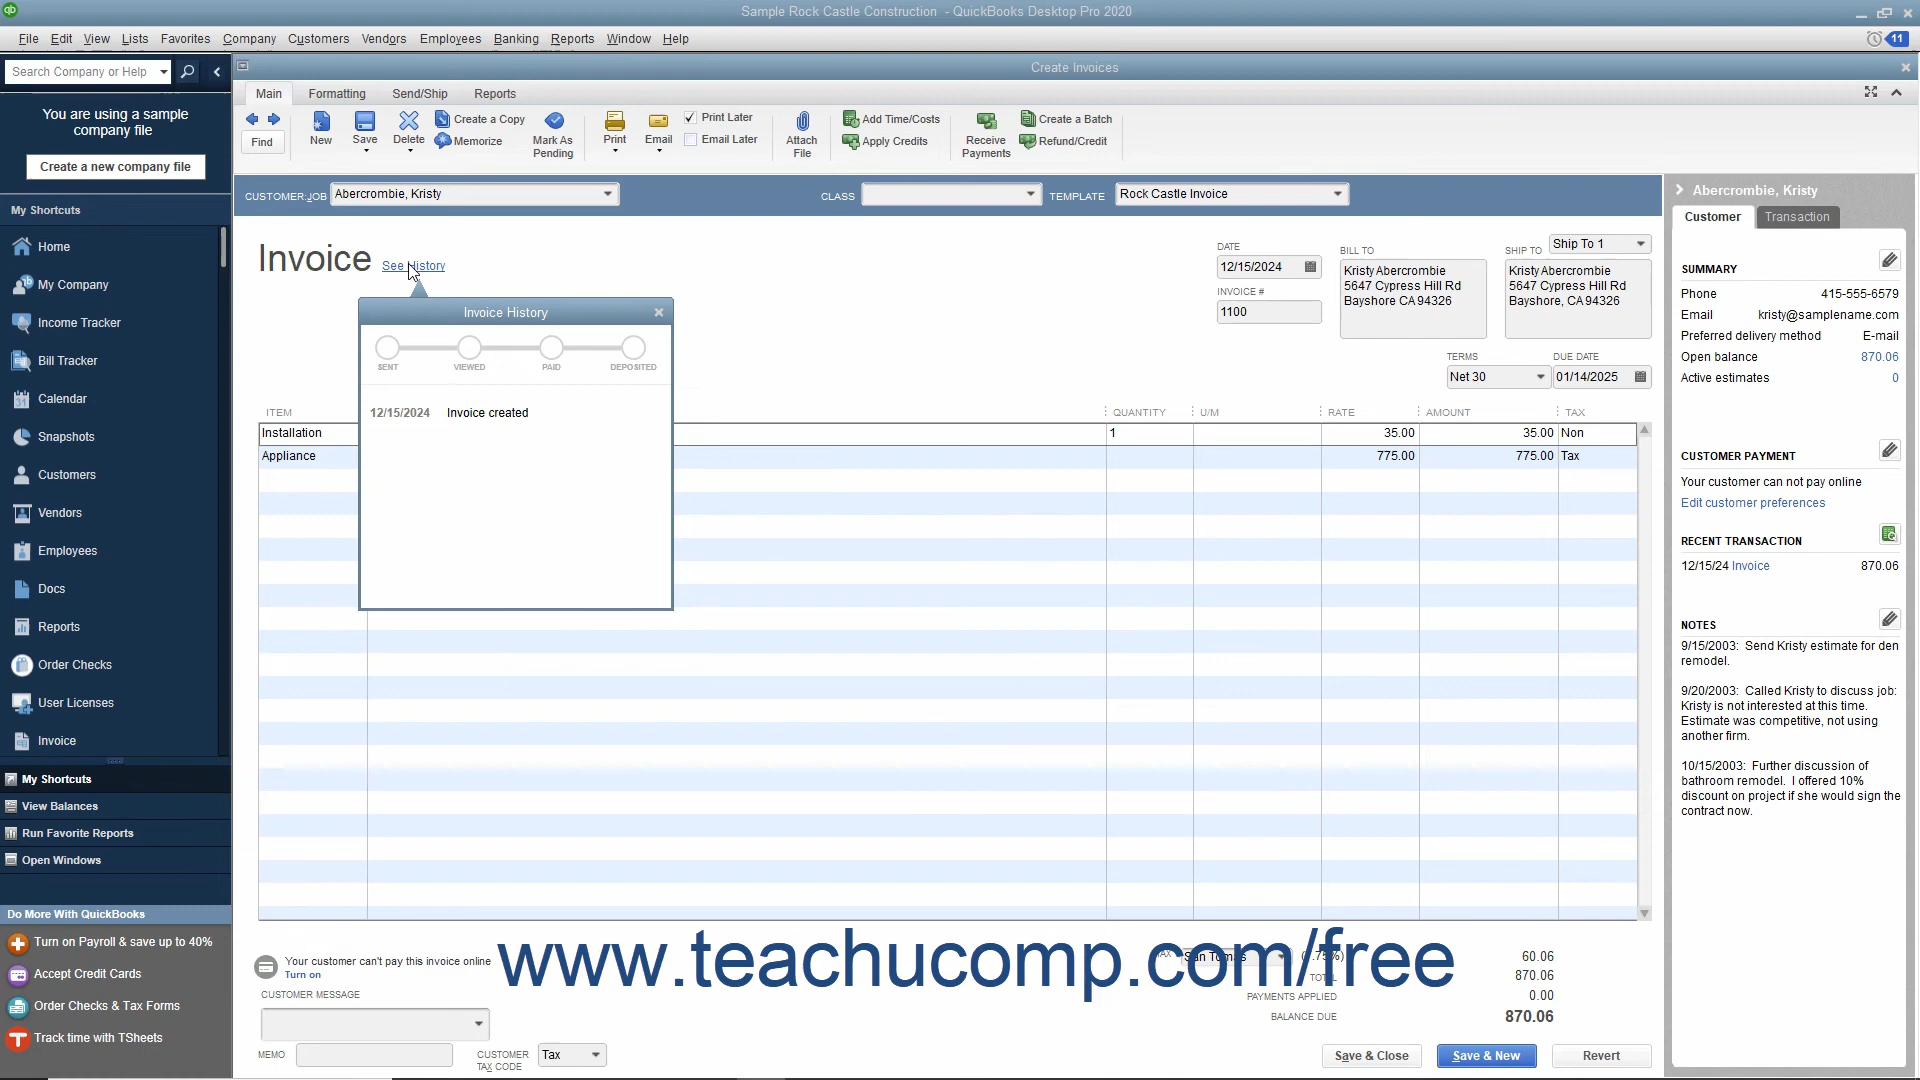 Sample Rock Castle Construction - QuickBooks Desktop Pro 2020
File Edit View Lists Favorites Company Customers Vendors Employees Banking Reports Window Help
11
Search Company or Help
Create Invoices
You are using a sample
company file
Create a new company file
Main Formatting Send/Ship Reports
Find
New
Save
Delete
Create a Copy
Memorize
Mark As
Pending
Print
Email
Print Later
Email Later
Attach
File
Add Time/Costs
Apply Credits
Receive
Payments
Create a Batch
Refund/Credit
My Shortcuts
Home
My Company
Income Tracker
Bill Tracker
Calendar
Snapshots
Customers
Vendors
Employees
Docs
Reports
Order Checks
User Licenses
Invoice
My Shortcuts
View Balances
Run Favorite Reports
Open Windows
Do More With QuickBooks
Turn on Payroll & save up to 40%
Accept Credit Cards
Order Checks & Tax Forms
Track time with TSheets
CUSTOMER:JOB Abercrombie, Kristy
CLASS
TEMPLATE Rock Castle Invoice
Invoice See History
DATE
12/15/2024
INVOICE #
1100
BILL TO
Kristy Abercrombie
5647 Cypress Hill Rd
Bayshore CA 94326
SHIP TO Ship To 1
Kristy Abercrombie
5647 Cypress Hill Rd
Bayshore, CA 94326
TERMS
Net 30
DUE DATE
01/14/2025
Invoice History
SENT VIEWED PAID DEPOSITED
12/15/2024 Invoice created
ITEM QUANTITY U/M RATE AMOUNT TAX
Installation 1 35.00 35.00 Non
Appliance 775.00 775.00 Tax
www.teachucomp.com/free
Your customer can't pay this invoice online
Turn on
CUSTOMER MESSAGE
MEMO
CUSTOMER
TAX CODE
Tax
San Tomas 60.06
TOTAL 870.06
PAYMENTS APPLIED 0.00
BALANCE DUE 870.06
Save & Close Save & New Revert
Abercrombie, Kristy
Customer Transaction
SUMMARY
Phone 415-555-6579
Email kristy@samplename.com
Preferred delivery method E-mail
Open balance 870.06
Active estimates 0
CUSTOMER PAYMENT
Your customer can not pay online
Edit customer preferences
RECENT TRANSACTION
12/15/24 Invoice 870.06
NOTES
9/15/2003: Send Kristy estimate for den
remodel.
9/20/2003: Called Kristy to discuss job:
Kristy is not interested at this time.
Estimate was competitive, not using
another firm.
10/15/2003: Further discussion of
bathroom remodel. I offered 10%
discount on project if she would sign the
contract now.